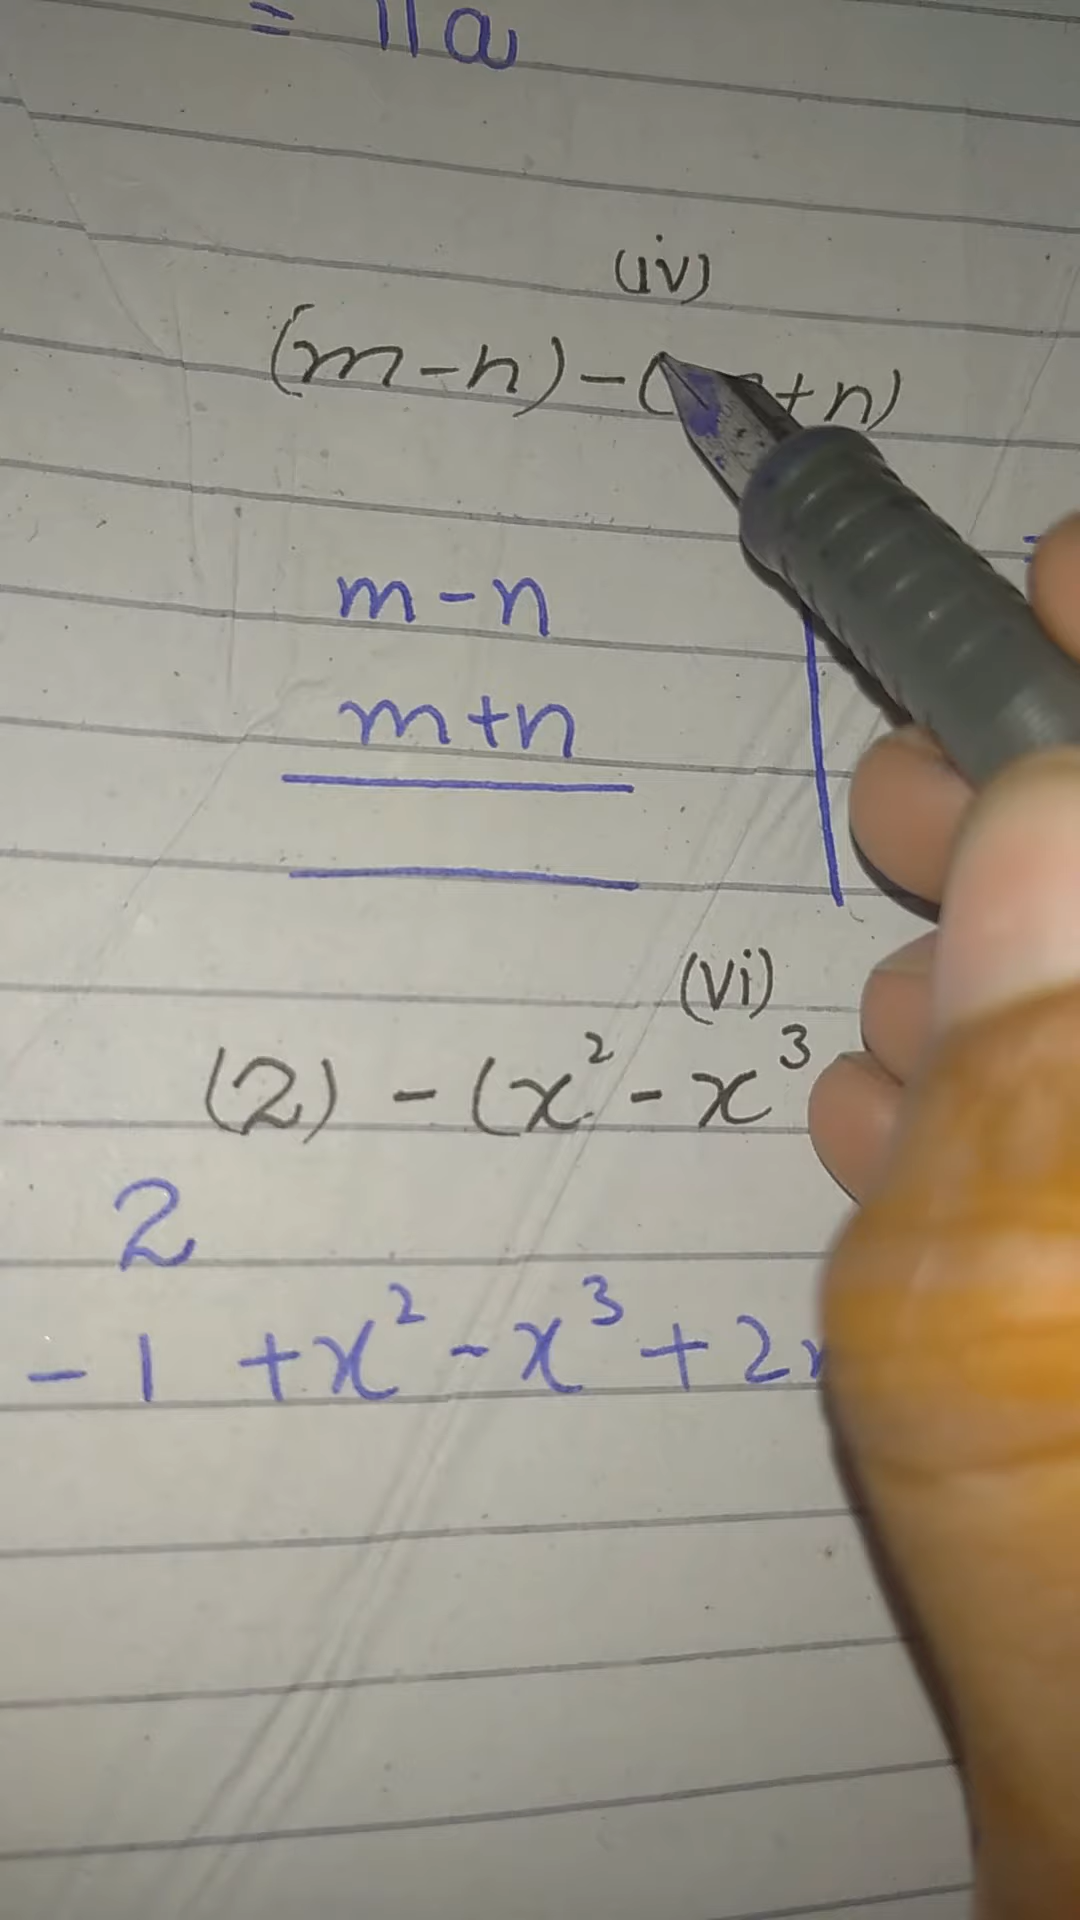 = 11a
(iv)
(m-n)-( +n)
m-n
m+n
(vi)
(2) - (x² - x³
2
- 1 +x² - x³ + 2